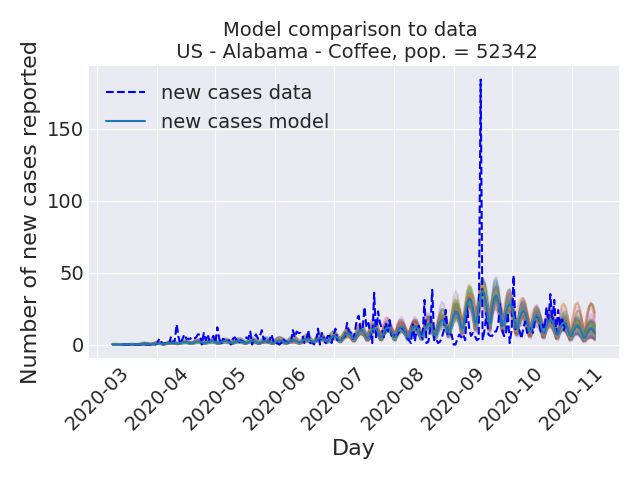 Model comparison to data
US - Alabama - Coffee, pop. = 52342
new cases data
new cases model
Number of new cases reported
150
100
50
0
2020-03
2020-04
2020-05
2020-06
2020-07
2020-08
2020-09
2020-10
2020-11
Day